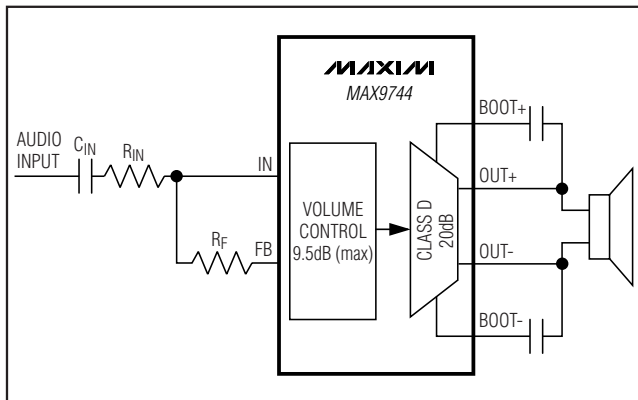 MAXIM
MAX9744
AUDIO
INPUT
CIN
RIN
IN
RF
FB
VOLUME
CONTROL
9.5dB (max)
CLASS D
20dB
BOOT+
OUT+
OUT-
BOOT-